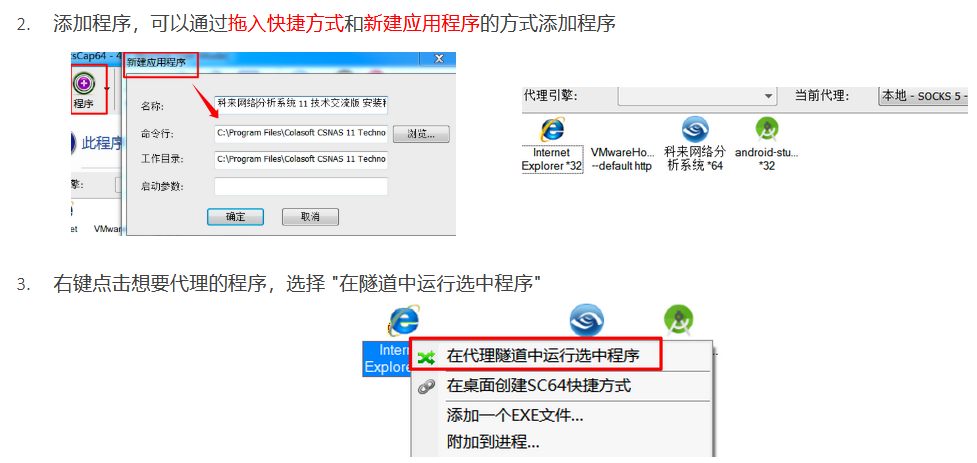 2. 添加程序，可以通过拖入快捷方式和新建应用程序的方式添加程序
sCap64 - 4
新建应用程序
程序
名称:
科来网络分析系统 11 技术交流版 安装
此程序
命令行:
C:\Program Files\Colasoft CSNAS 11 Techno
浏览...
工作目录:
C:\Program Files\Colasoft CSNAS 11 Techno
启动参数:
擎:
确定
取消
et
VMwar
代理引擎:
当前代理:
本地 - SOCKS 5 -
Internet Explorer *32
VMwareHo... --default http
科来网络分析系统 *64
android-stu... *32
3. 右键点击想要代理的程序，选择 "在隧道中运行选中程序"
Inter
Explore
在代理隧道中运行选中程序
在桌面创建SC64快捷方式
添加一个EXE文件...
附加到进程...